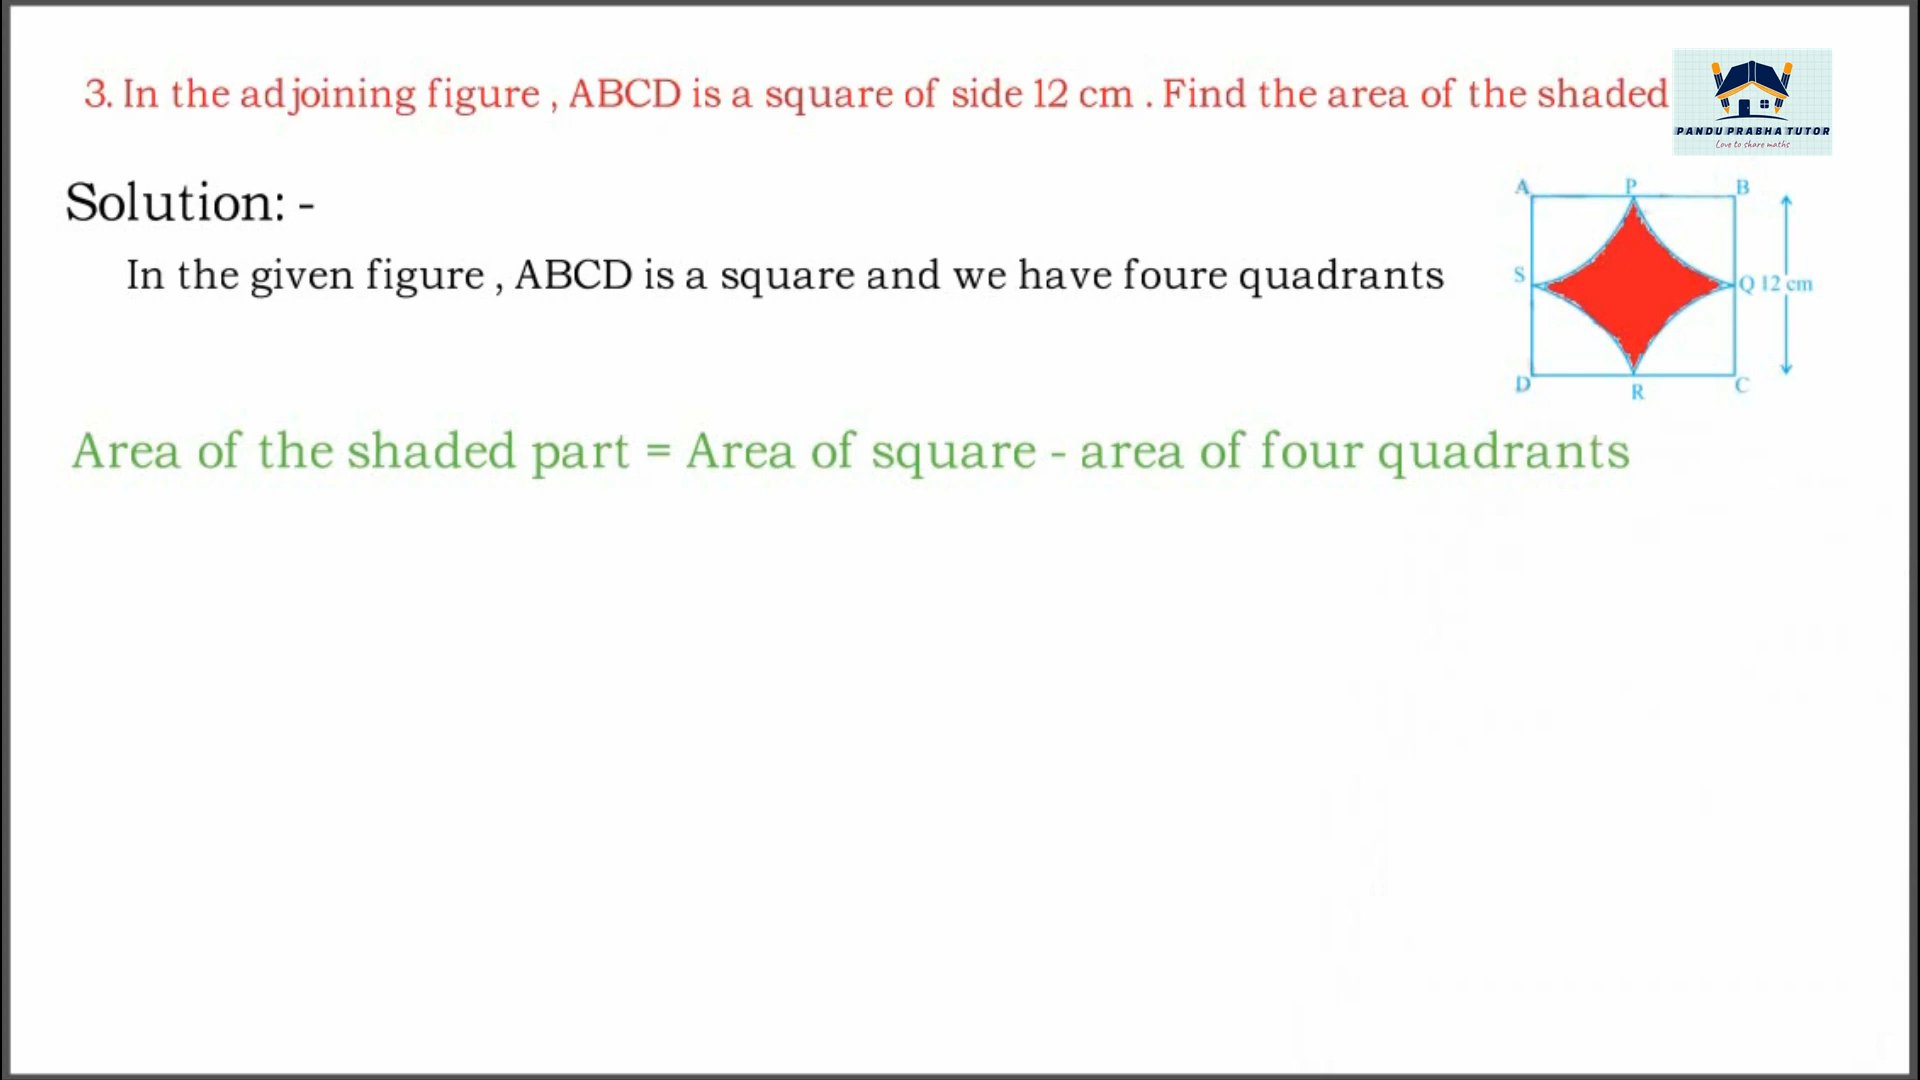 3. In the adjoining figure , ABCD is a square of side 12 cm . Find the area of the shaded
PANDU PRABHA TUTOR
Love to share maths
Solution: -
In the given figure , ABCD is a square and we have foure quadrants
A P B
S Q 12 cm
D R C
Area of the shaded part = Area of square - area of four quadrants